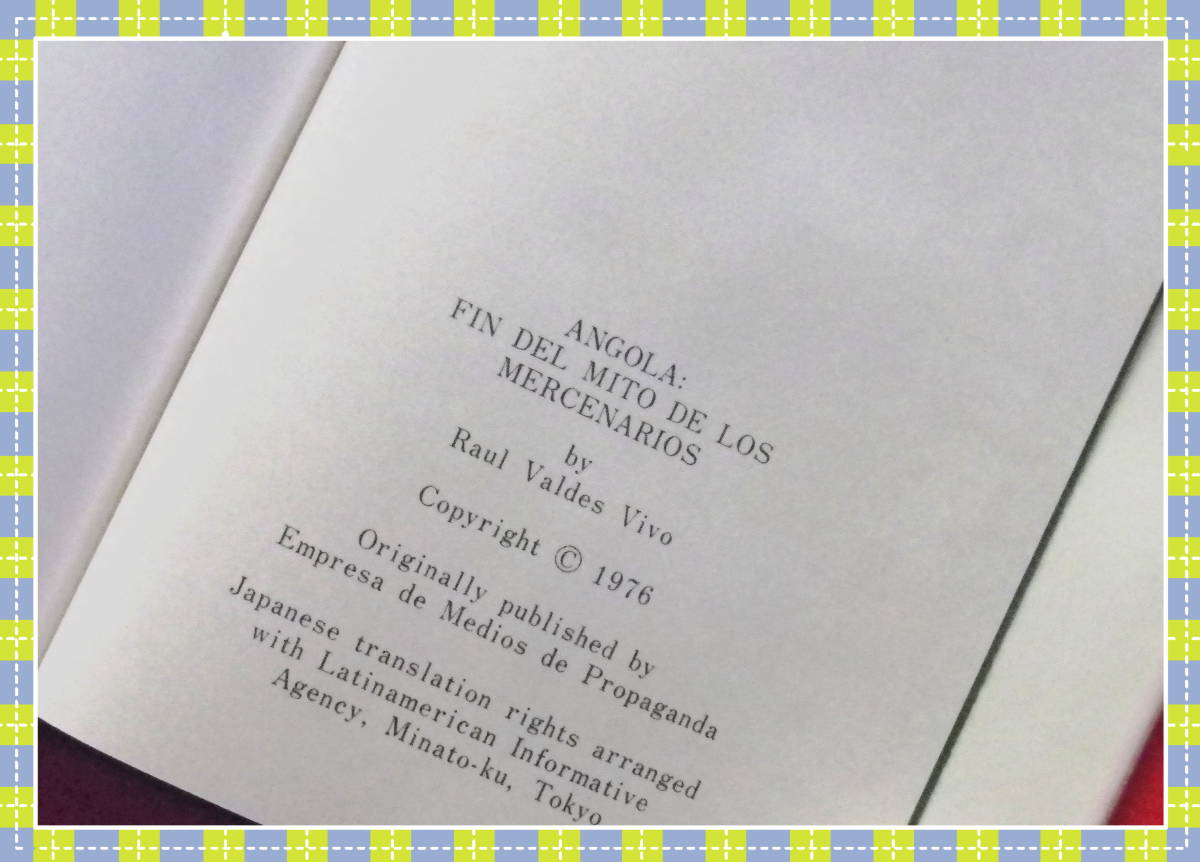 ANGOLA:
FIN DEL MITO DE LOS
MERCENARIOS
by
Raul Valdes Vivo
Copyright © 1976
Originally published by
Empresa de Medios de Propaganda
Japanese translation rights arranged
with Latinamerican Informative
Agency, Minato-ku, Tokyo